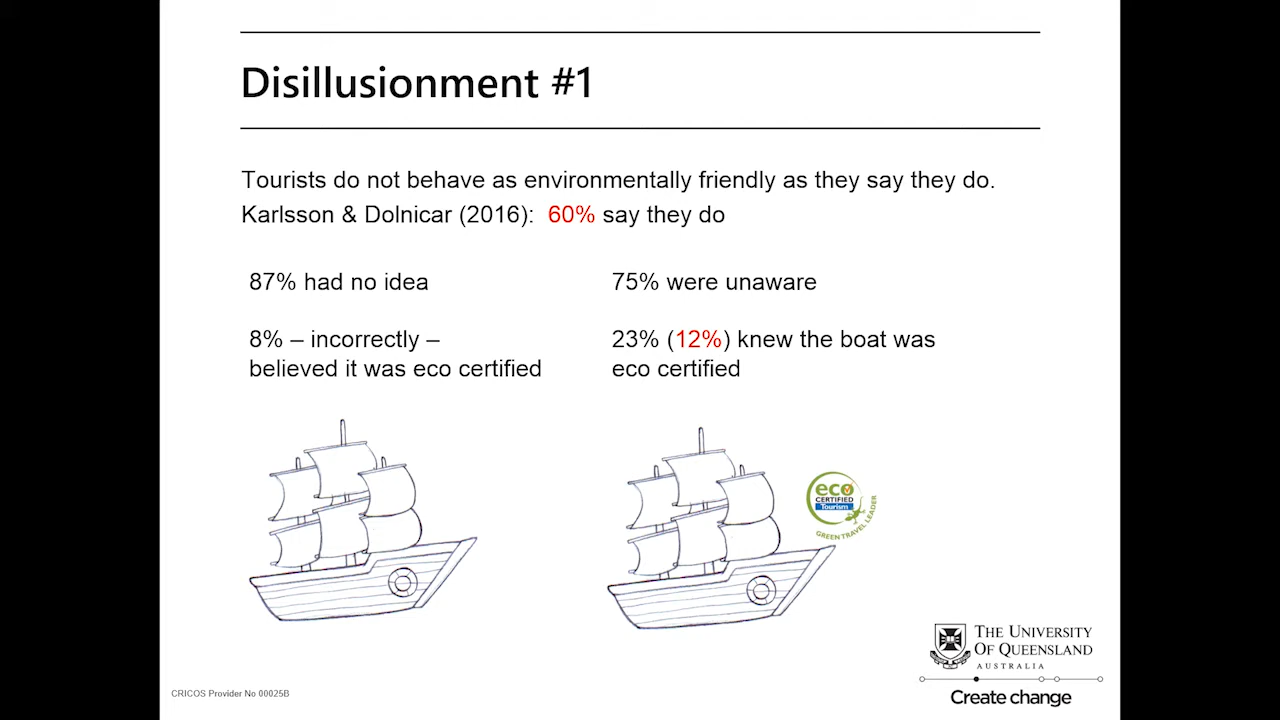 Disillusionment #1
Tourists do not behave as environmentally friendly as they say they do.
Karlsson & Dolnicar (2016):  60% say they do
87% had no idea
8% – incorrectly –
believed it was eco certified
75% were unaware
23% (12%) knew the boat was
eco certified
eco
CERTIFIED
Tourism
GREEN TRAVEL LEADER
THE UNIVERSITY
OF QUEENSLAND
AUSTRALIA
Create change
CRICOS Provider No 00025B